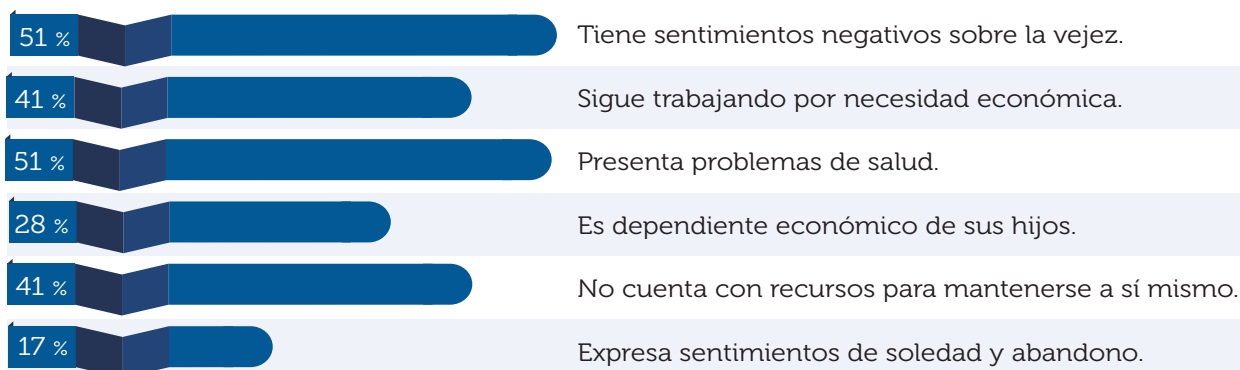 51 % Tiene sentimientos negativos sobre la vejez.
41 % Sigue trabajando por necesidad económica.
51 % Presenta problemas de salud.
28 % Es dependiente económico de sus hijos.
41 % No cuenta con recursos para mantenerse a sí mismo.
17 % Expresa sentimientos de soledad y abandono.